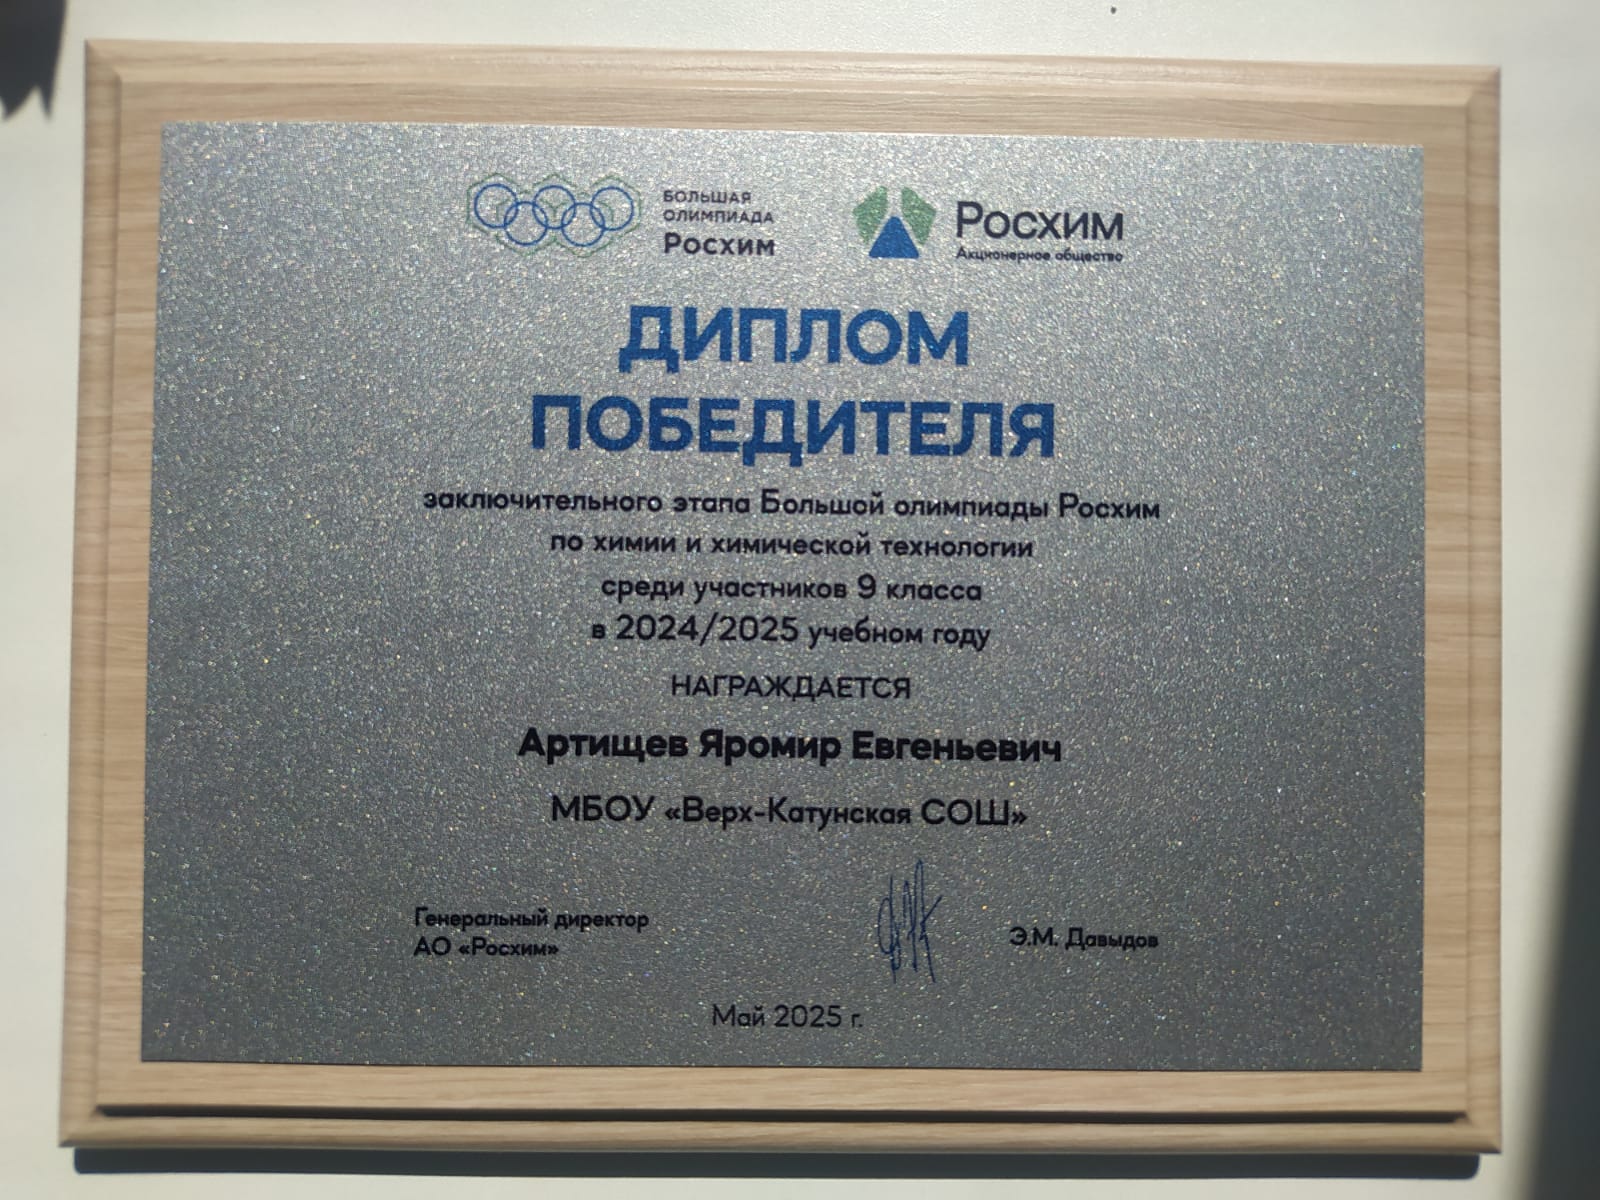 БОЛЬШАЯ
ОЛИМПИАДА
РОСХИМ
РОСХИМ
Акционерное общество
ДИПЛОМ
ПОБЕДИТЕЛЯ
заключительного этапа Большой олимпиады Росхим
по химии и химической технологии
среди участников 9 класса
в 2024/2025 учебном году
НАГРАЖДАЕТСЯ
Артищев Яромир Евгеньевич
МБОУ «Верх-Катунская СОШ»
Генеральный директор
АО «Росхим»
Э.М. Давыдов
Май 2025 г.